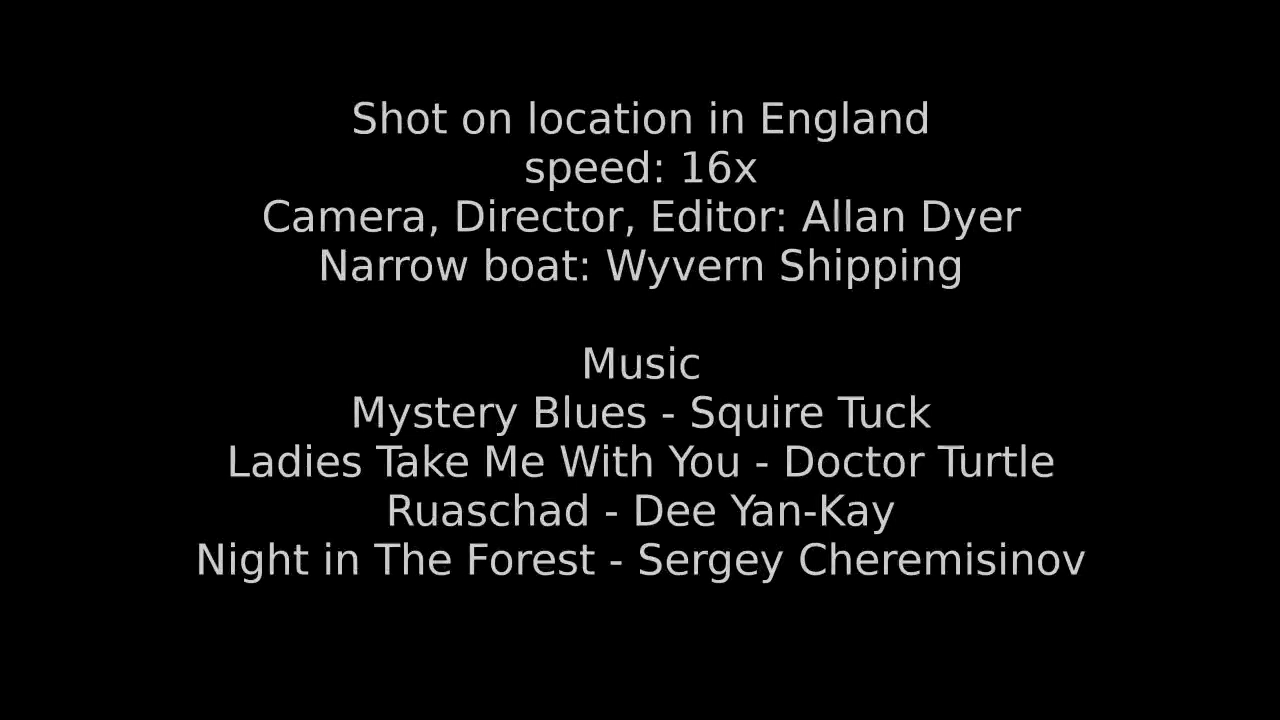 Shot on location in England
speed: 16x
Camera, Director, Editor: Allan Dyer
Narrow boat: Wyvern Shipping
Music
Mystery Blues - Squire Tuck
Ladies Take Me With You - Doctor Turtle
Ruaschad - Dee Yan-Kay
Night in The Forest - Sergey Cheremisinov